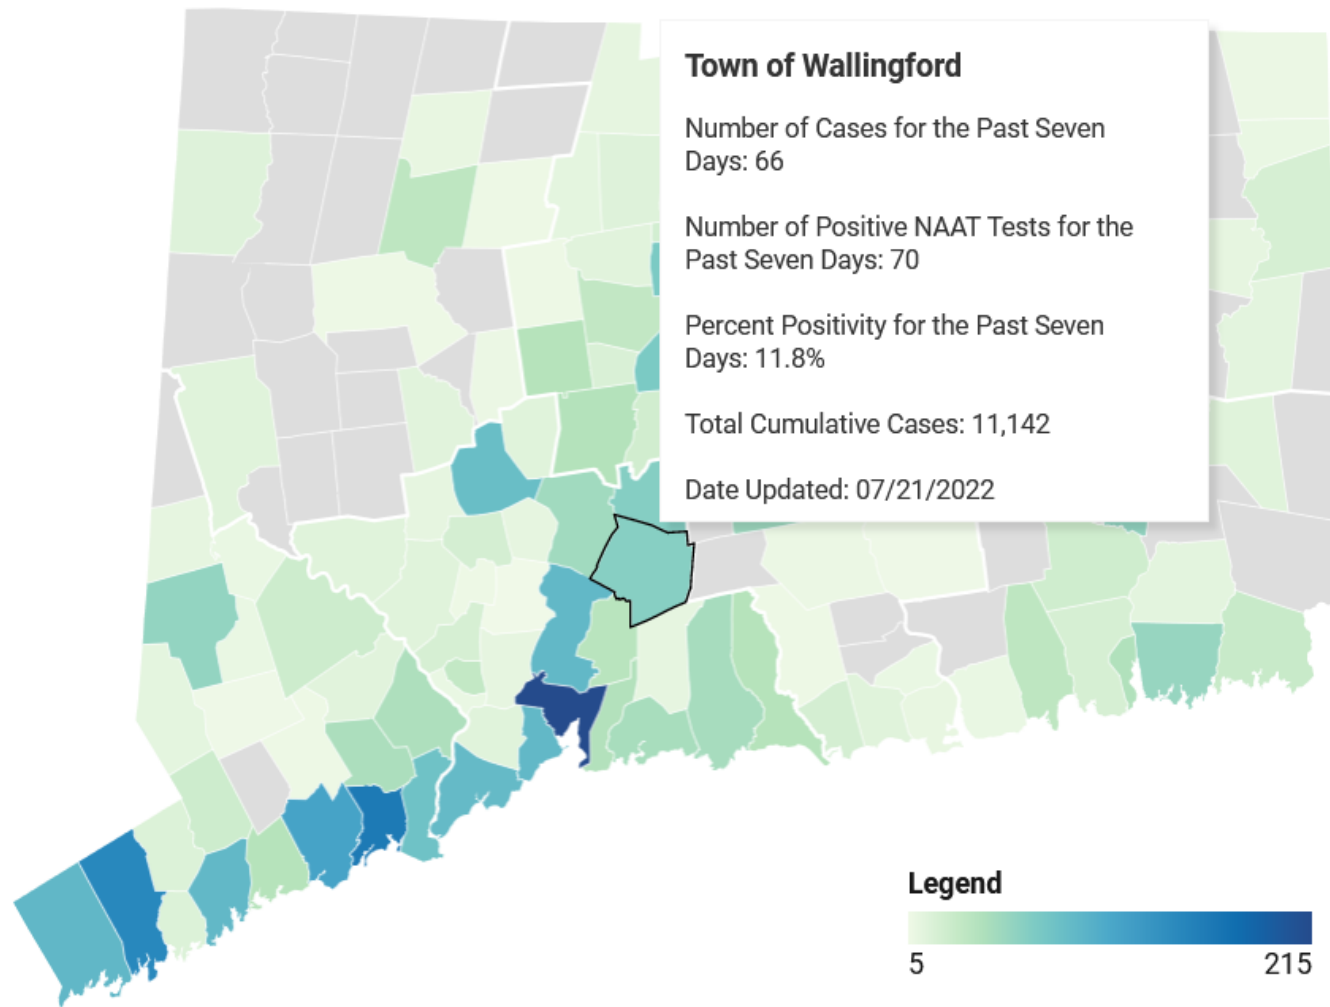 Town of Wallingford
Number of Cases for the Past Seven
Days: 66
Number of Positive NAAT Tests for the
Past Seven Days: 70
Percent Positivity for the Past Seven
Days: 11.8%
Total Cumulative Cases: 11,142
Date Updated: 07/21/2022
Legend
5 215